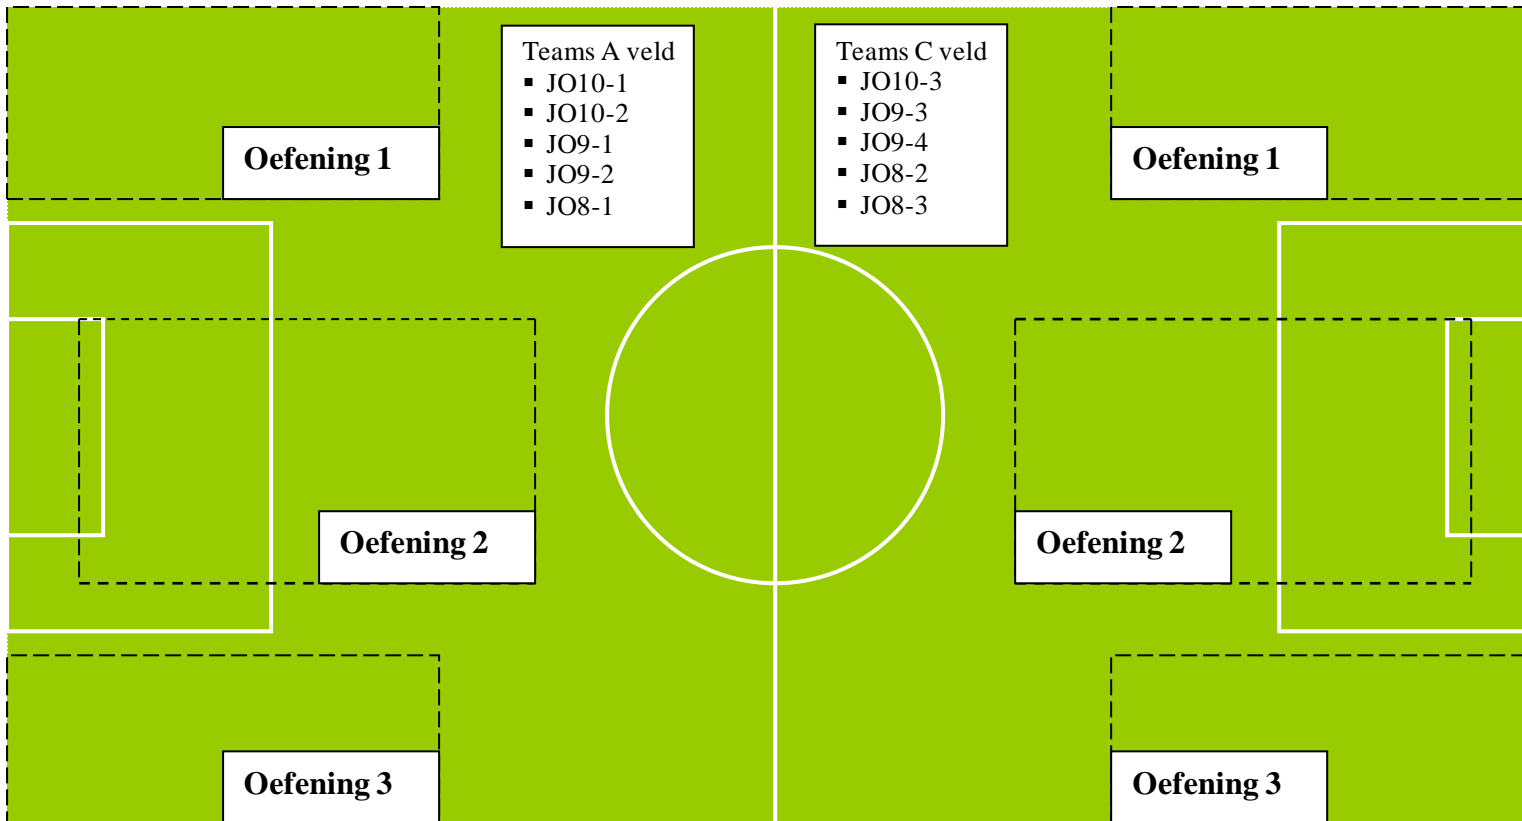 Teams A veld
▪ JO10-1
▪ JO10-2
▪ JO9-1
▪ JO9-2
▪ JO8-1
Teams C veld
▪ JO10-3
▪ JO9-3
▪ JO9-4
▪ JO8-2
▪ JO8-3
Oefening 1
Oefening 1
Oefening 2
Oefening 2
Oefening 3
Oefening 3